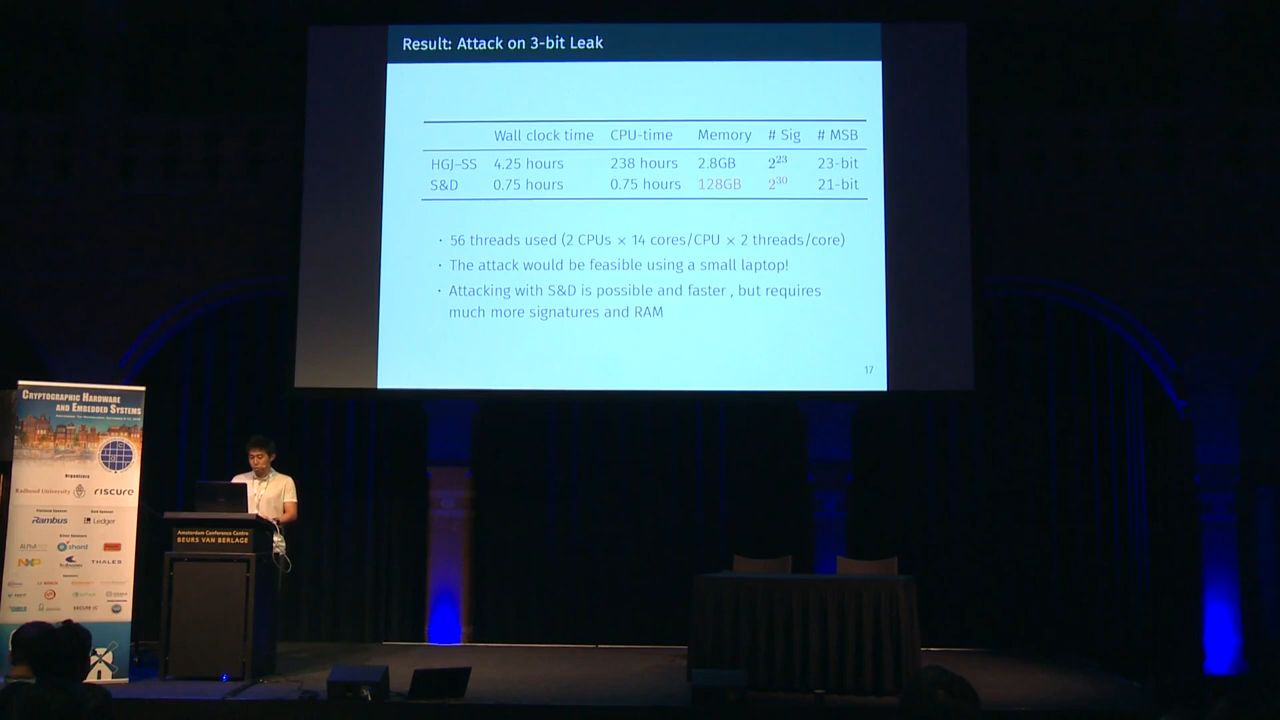 Result: Attack on 3-bit Leak
Wall clock time CPU-time Memory # Sig # MSB
HGJ–SS 4.25 hours 238 hours 2.8GB 2²³ 23-bit
S&D 0.75 hours 0.75 hours 128GB 2³⁰ 21-bit
· 56 threads used (2 CPUs × 14 cores/CPU × 2 threads/core)
· The attack would be feasible using a small laptop!
· Attacking with S&D is possible and faster , but requires
much more signatures and RAM
17
CRYPTOGRAPHIC HARDWARE
AND EMBEDDED SYSTEMS
Organizers
Radboud University riscure
Rambus Ledger
THALES
NXP
Amsterdam Conference Centre
BEURS VAN BERLAGE